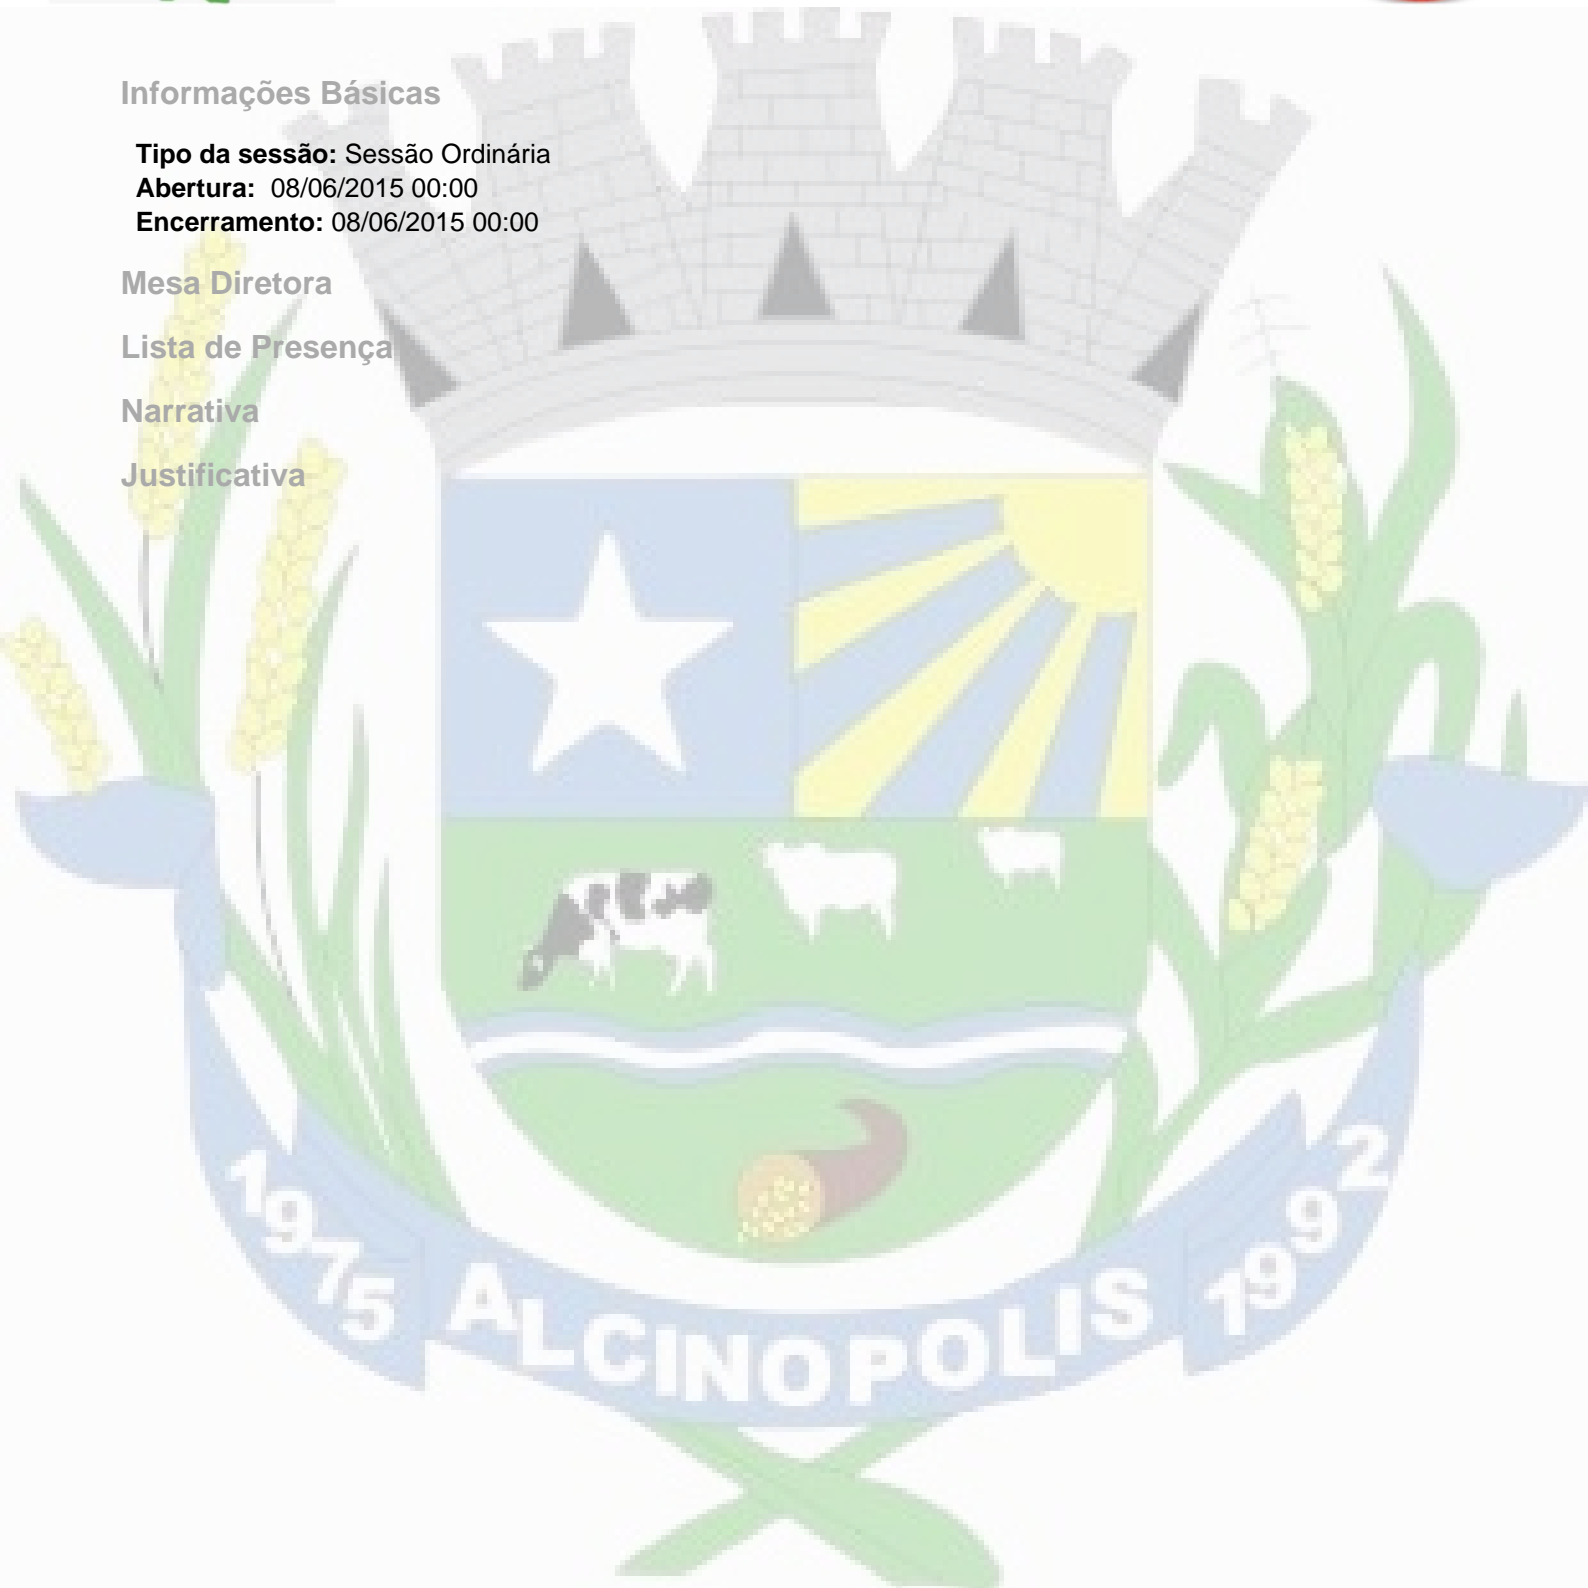 Informações Básicas
Tipo da sessão: Sessão Ordinária
Abertura: 08/06/2015 00:00
Encerramento: 08/06/2015 00:00
Mesa Diretora
Lista de Presença
Narrativa
Justificativa
1975 ALCINOPOLIS 1992